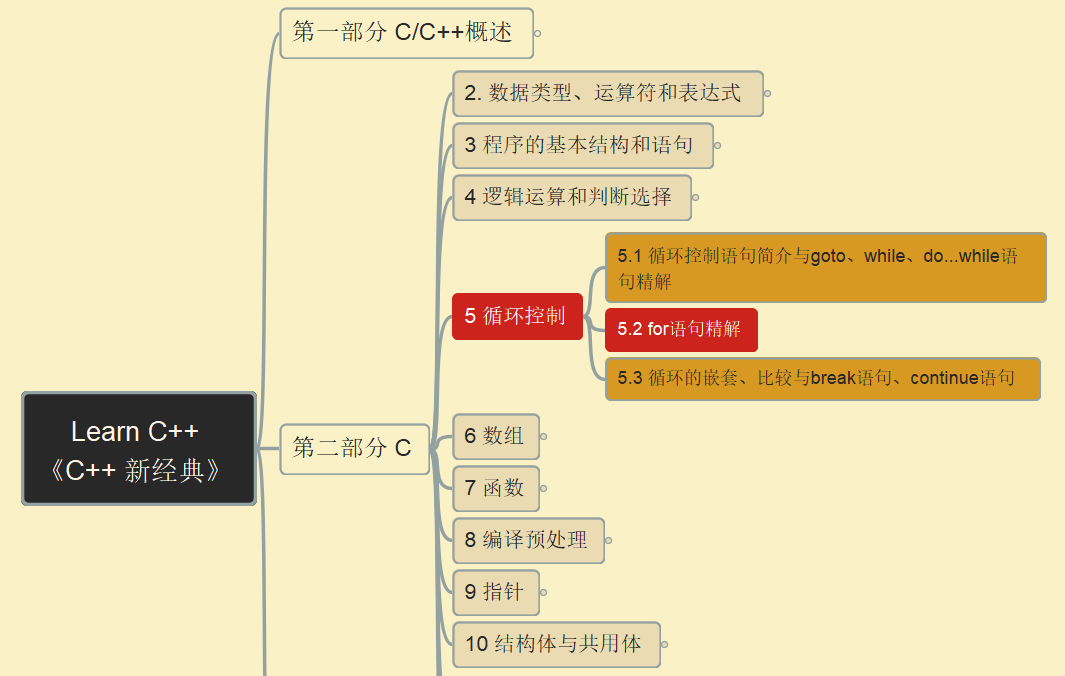 第一部分 C/C++概述
2. 数据类型、运算符和表达式
3 程序的基本结构和语句
4 逻辑运算和判断选择
5 循环控制
5.1 循环控制语句简介与goto、while、do...while语
句精解
5.2 for语句精解
5.3 循环的嵌套、比较与break语句、continue语句
Learn C++
《C++ 新经典》
第二部分 C
6 数组
7 函数
8 编译预处理
9 指针
10 结构体与共用体